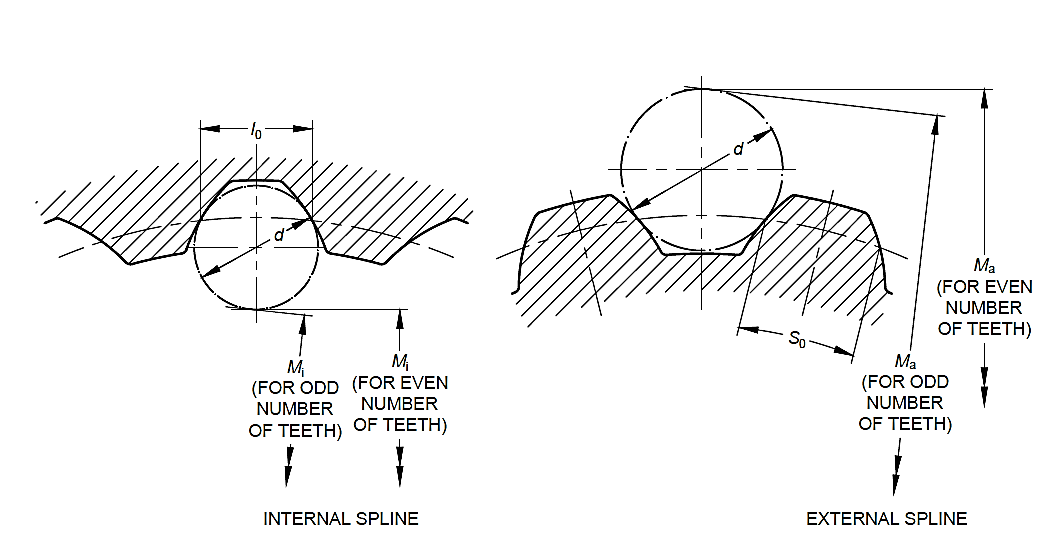 l0
d
Mi
(FOR ODD
NUMBER
OF TEETH)
Mi
(FOR EVEN
NUMBER
OF TEETH)
INTERNAL SPLINE
d
S0
Ma
(FOR ODD
NUMBER
OF TEETH)
Ma
(FOR EVEN
NUMBER
OF TEETH)
EXTERNAL SPLINE